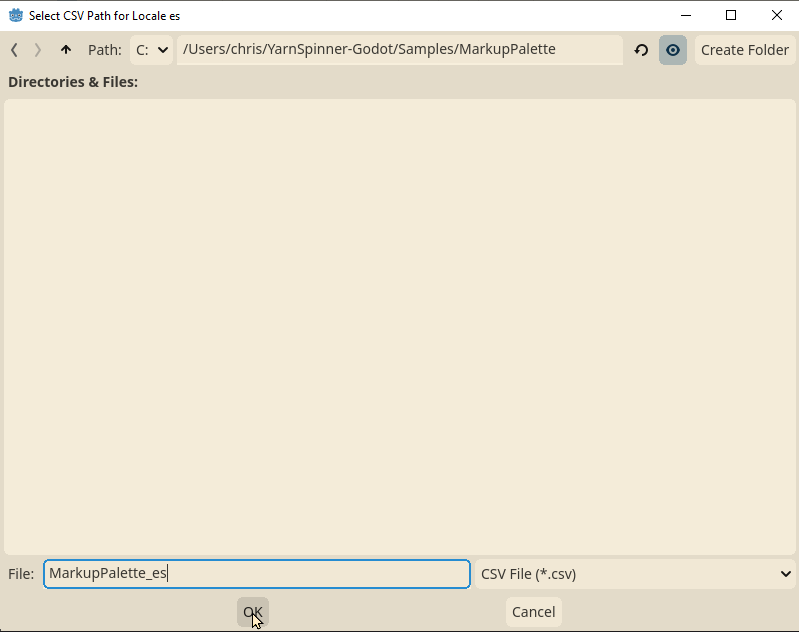 Select CSV Path for Locale es
Path: C: /Users/chris/YarnSpinner-Godot/Samples/MarkupPalette Create Folder
Directories & Files:
File: MarkupPalette_es CSV File (*.csv)
OK Cancel